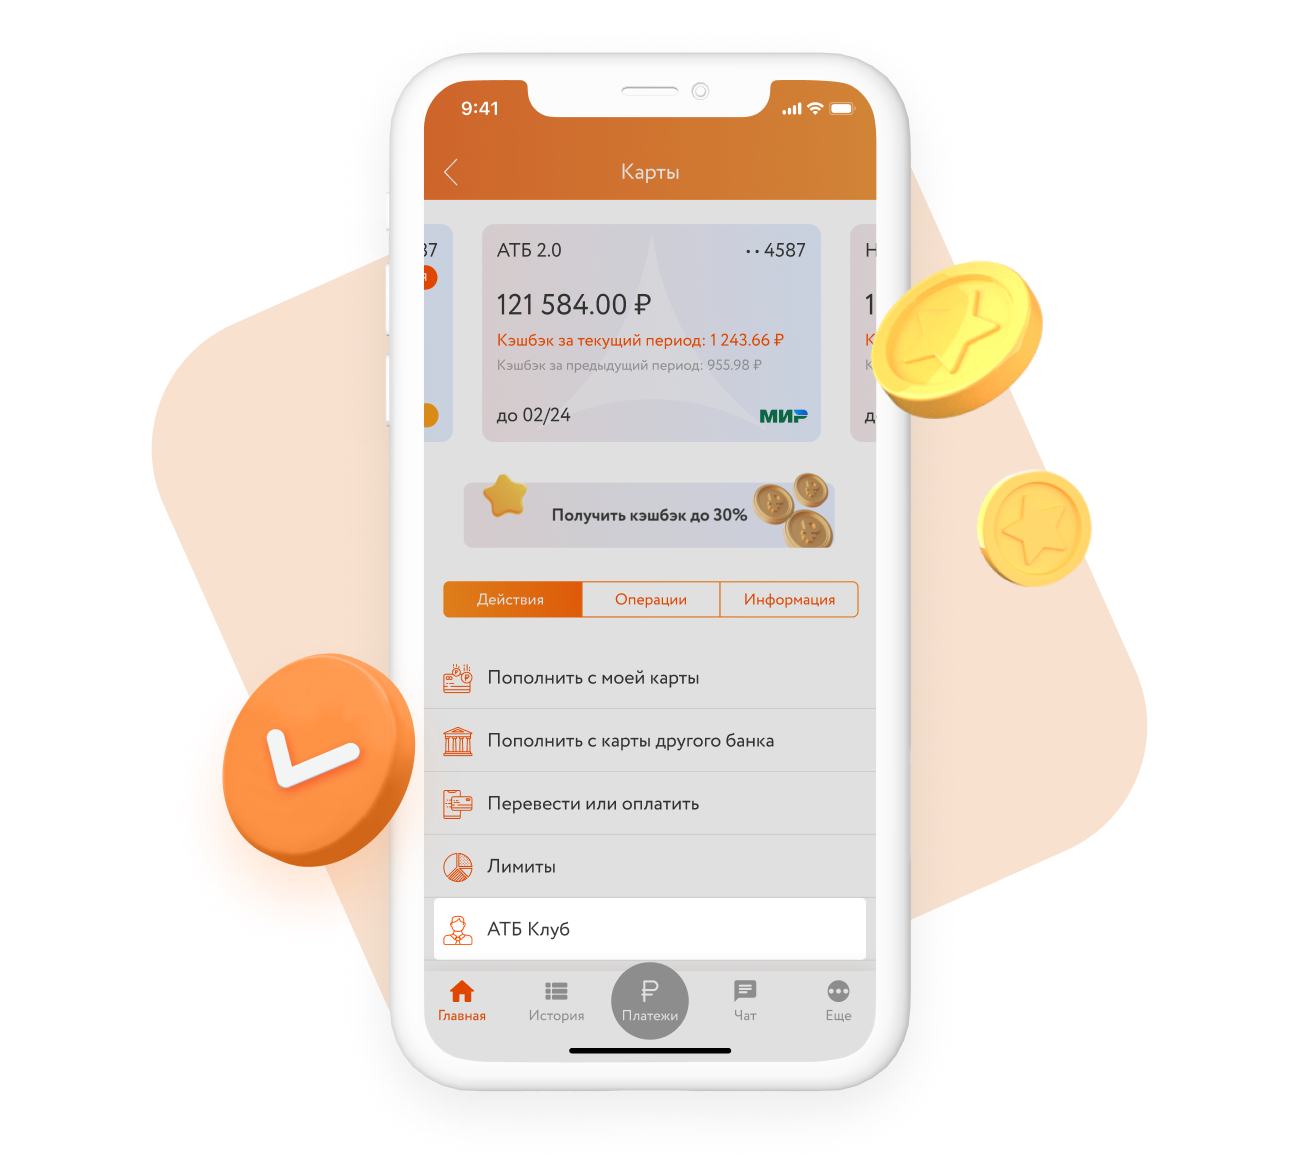 9:41
Карты
37
Я
АТБ 2.0
··4587
121 584.00 ₽
Кэшбэк за текущий период: 1 243.66 ₽
Кэшбэк за предыдущий период: 955.98 ₽
до 02/24
МИР
Н
1
К
К
Получить кэшбэк до 30%
Действия
Операции
Информация
Пополнить с моей карты
Пополнить с карты другого банка
Перевести или оплатить
Лимиты
АТБ Клуб
Главная
История
₽
Платежи
Чат
Еще